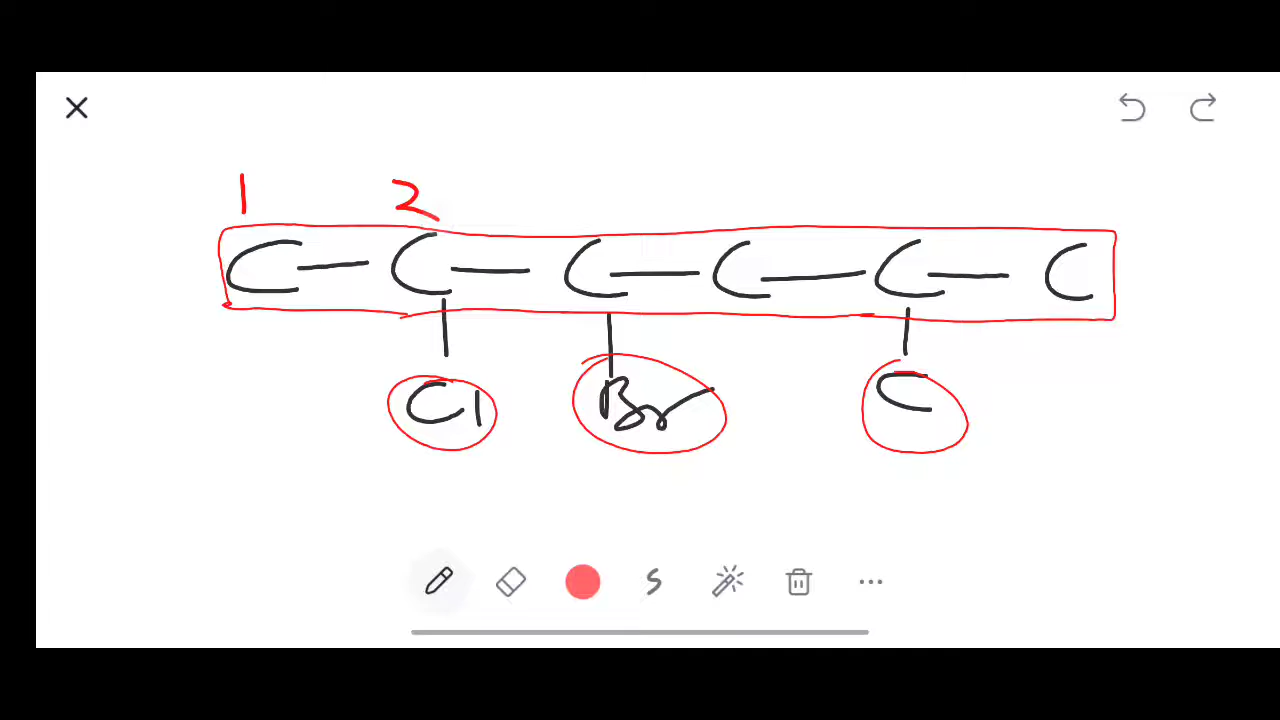 1 2
C — C — C — C — C — C
Cl Br C